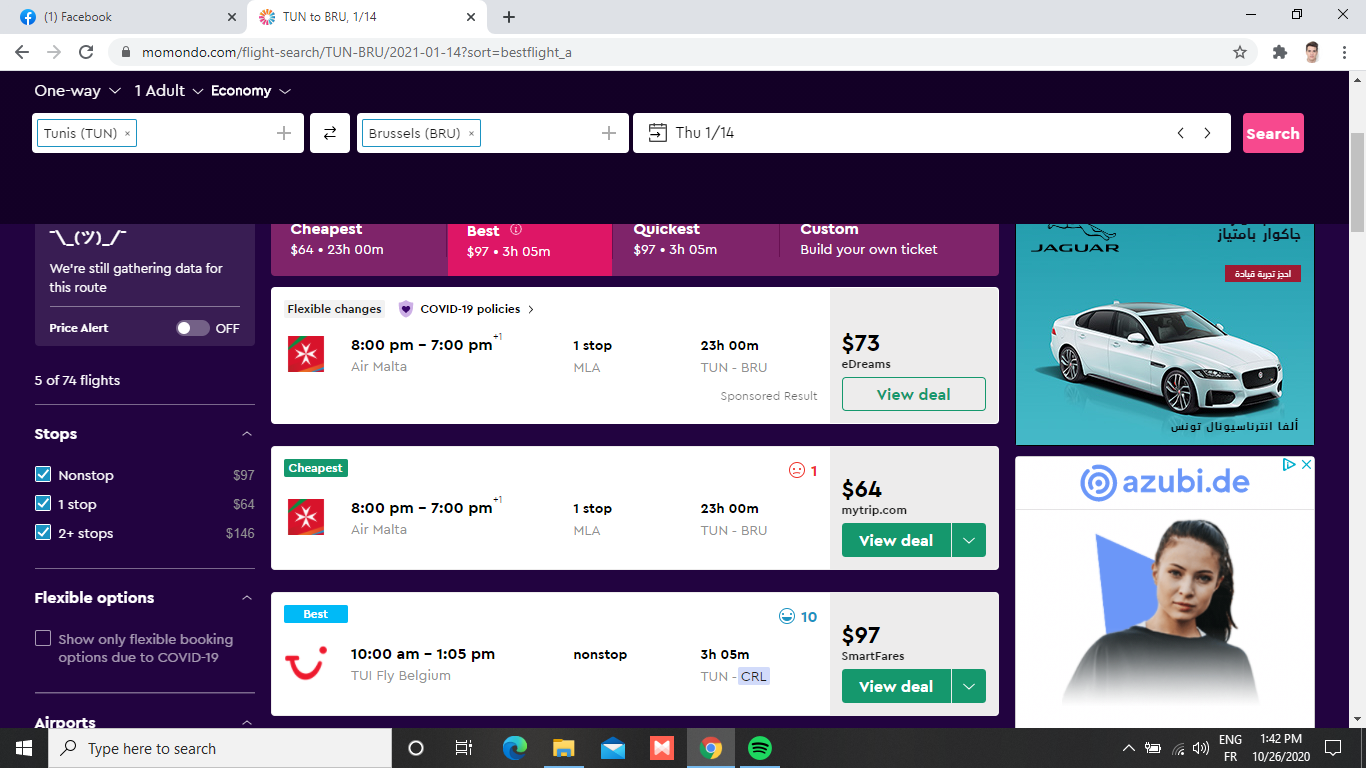 (1) Facebook
TUN to BRU, 1/14
momondo.com/flight-search/TUN-BRU/2021-01-14?sort=bestflight_a
One-way
1 Adult
Economy
Tunis (TUN) ×
Brussels (BRU) ×
Thu 1/14
Search
¯\_(ツ)_/¯
We're still gathering data for
this route
Price Alert
OFF
5 of 74 flights
Stops
Nonstop $97
1 stop $64
2+ stops $146
Flexible options
Show only flexible booking
options due to COVID-19
Airports
Cheapest
$64 • 23h 00m
Best
$97 • 3h 05m
Quickest
$97 • 3h 05m
Custom
Build your own ticket
Flexible changes
COVID-19 policies
8:00 pm – 7:00 pm+1
Air Malta
1 stop
MLA
23h 00m
TUN - BRU
Sponsored Result
$73
eDreams
View deal
Cheapest
1
8:00 pm – 7:00 pm+1
Air Malta
1 stop
MLA
23h 00m
TUN - BRU
$64
mytrip.com
View deal
Best
10
10:00 am – 1:05 pm
TUI Fly Belgium
nonstop
3h 05m
TUN - CRL
$97
SmartFares
View deal
JAGUAR
جاكوار بامتياز
احجز تجربة قيادة
ألفا انترناسيونال تونس
azubi.de
Type here to search
ENG
FR
1:42 PM
10/26/2020